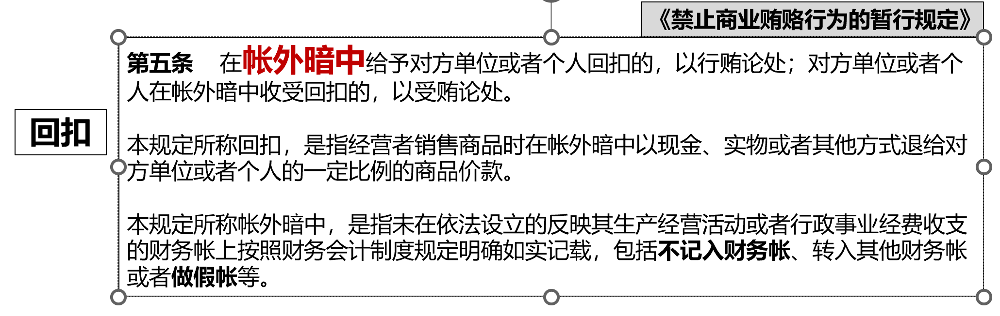 《禁止商业贿赂行为的暂行规定》
第五条 在帐外暗中给予对方单位或者个人回扣的，以行贿论处；对方单位或者个
人在帐外暗中收受回扣的，以受贿论处。
回扣
本规定所称回扣，是指经营者销售商品时在帐外暗中以现金、实物或者其他方式退给对
方单位或者个人的一定比例的商品价款。
本规定所称帐外暗中，是指未在依法设立的反映其生产经营活动或者行政事业经费收支
的财务帐上按照财务会计制度规定明确如实记载，包括不记入财务帐、转入其他财务帐
或者做假帐等。